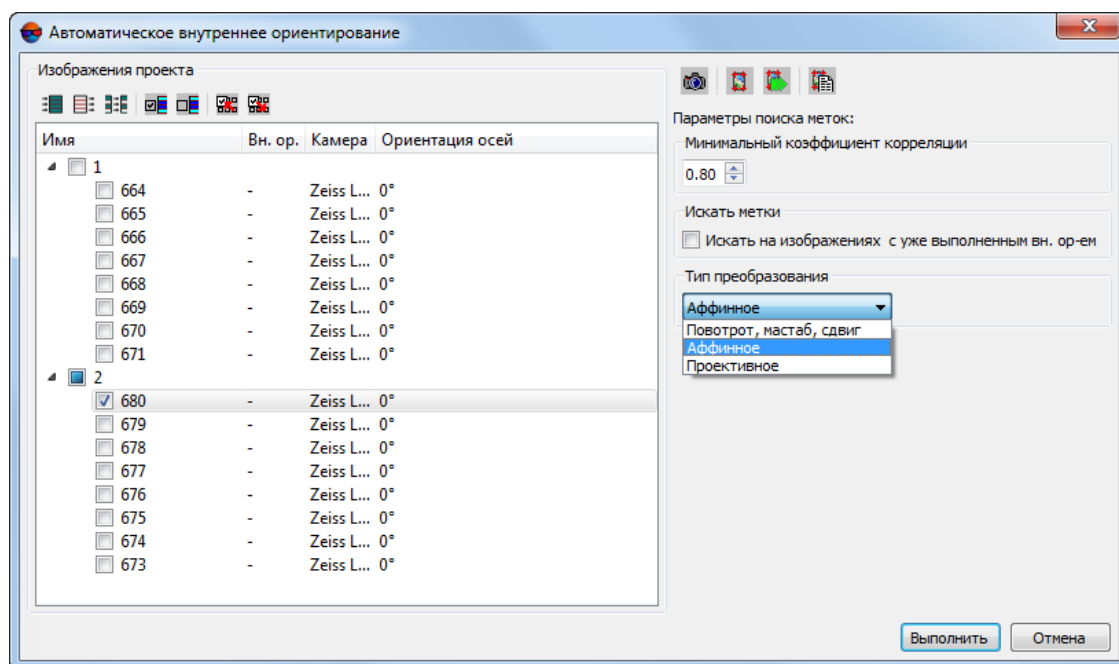 Автоматическое внутреннее ориентирование
Изображения проекта
Имя Вн. ор. Камера Ориентация осей
1
664 - Zeiss L... 0°
665 - Zeiss L... 0°
666 - Zeiss L... 0°
667 - Zeiss L... 0°
668 - Zeiss L... 0°
669 - Zeiss L... 0°
670 - Zeiss L... 0°
671 - Zeiss L... 0°
2
680 - Zeiss L... 0°
679 - Zeiss L... 0°
678 - Zeiss L... 0°
677 - Zeiss L... 0°
676 - Zeiss L... 0°
675 - Zeiss L... 0°
674 - Zeiss L... 0°
673 - Zeiss L... 0°
Параметры поиска меток:
Минимальный коэффициент корреляции
0.80
Искать метки
Искать на изображениях с уже выполненным вн. ор-ем
Тип преобразования
Аффинное
Повотрот, мастаб, сдвиг
Аффинное
Проективное
Выполнить Отмена